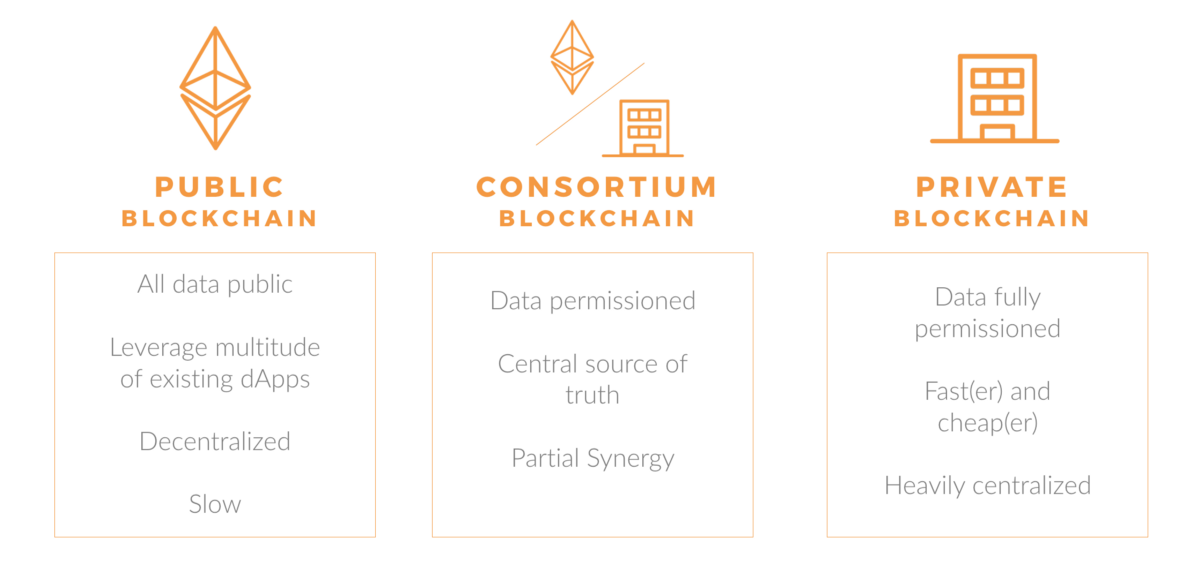 PUBLIC
BLOCKCHAIN
All data public
Leverage multitude
of existing dApps
Decentralized
Slow
CONSORTIUM
BLOCKCHAIN
Data permissioned
Central source of
truth
Partial Synergy
PRIVATE
BLOCKCHAIN
Data fully
permissioned
Fast(er) and
cheap(er)
Heavily centralized